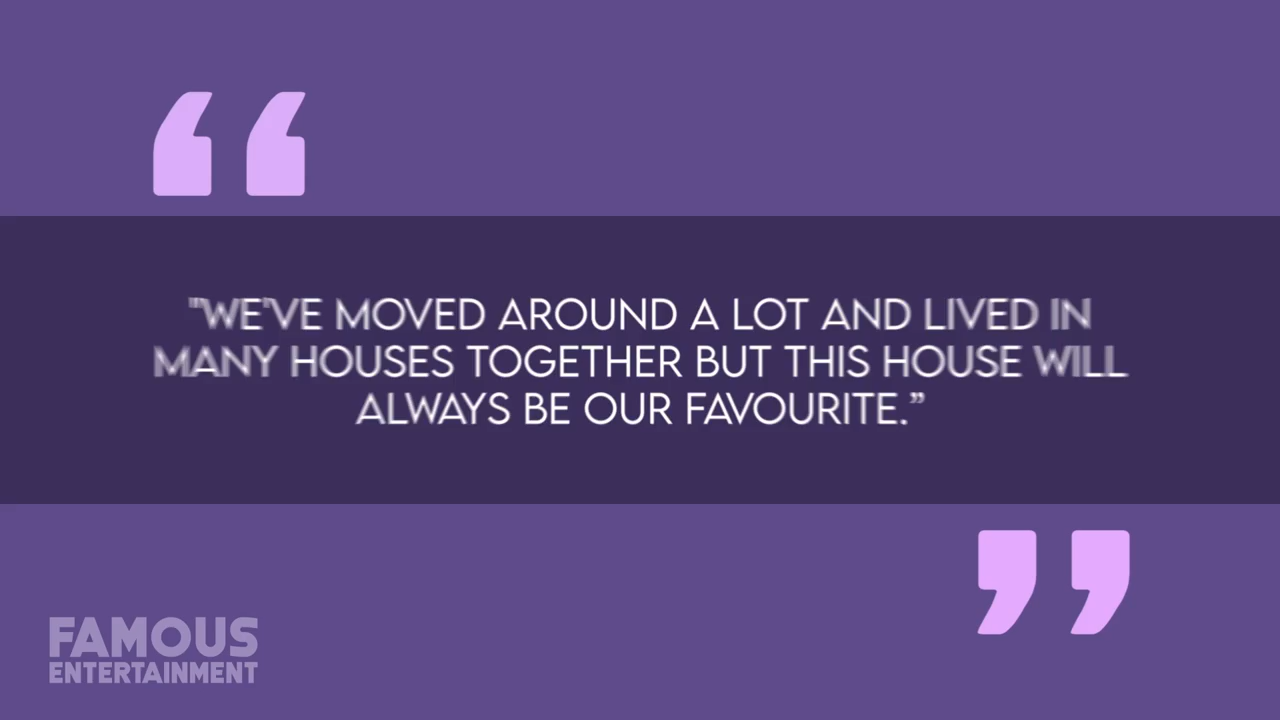 "WE'VE MOVED AROUND A LOT AND LIVED IN
MANY HOUSES TOGETHER BUT THIS HOUSE WILL
ALWAYS BE OUR FAVOURITE.”
FAMOUS
ENTERTAINMENT